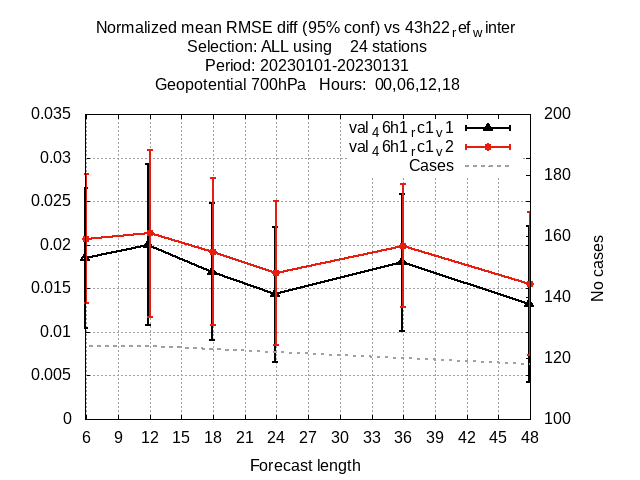 Normalized mean RMSE diff (95% conf) vs 43h22refwinter
Selection: ALL using 24 stations
Period: 20230101-20230131
Geopotential 700hPa Hours: 00,06,12,18
0.035
0.03
0.025
0.02
0.015
0.01
0.005
0
200
180
160
140
120
100
val46h1rc1v1
val46h1rc1v2
Cases
No cases
6 9 12 15 18 21 24 27 30 33 36 39 42 45 48
Forecast length